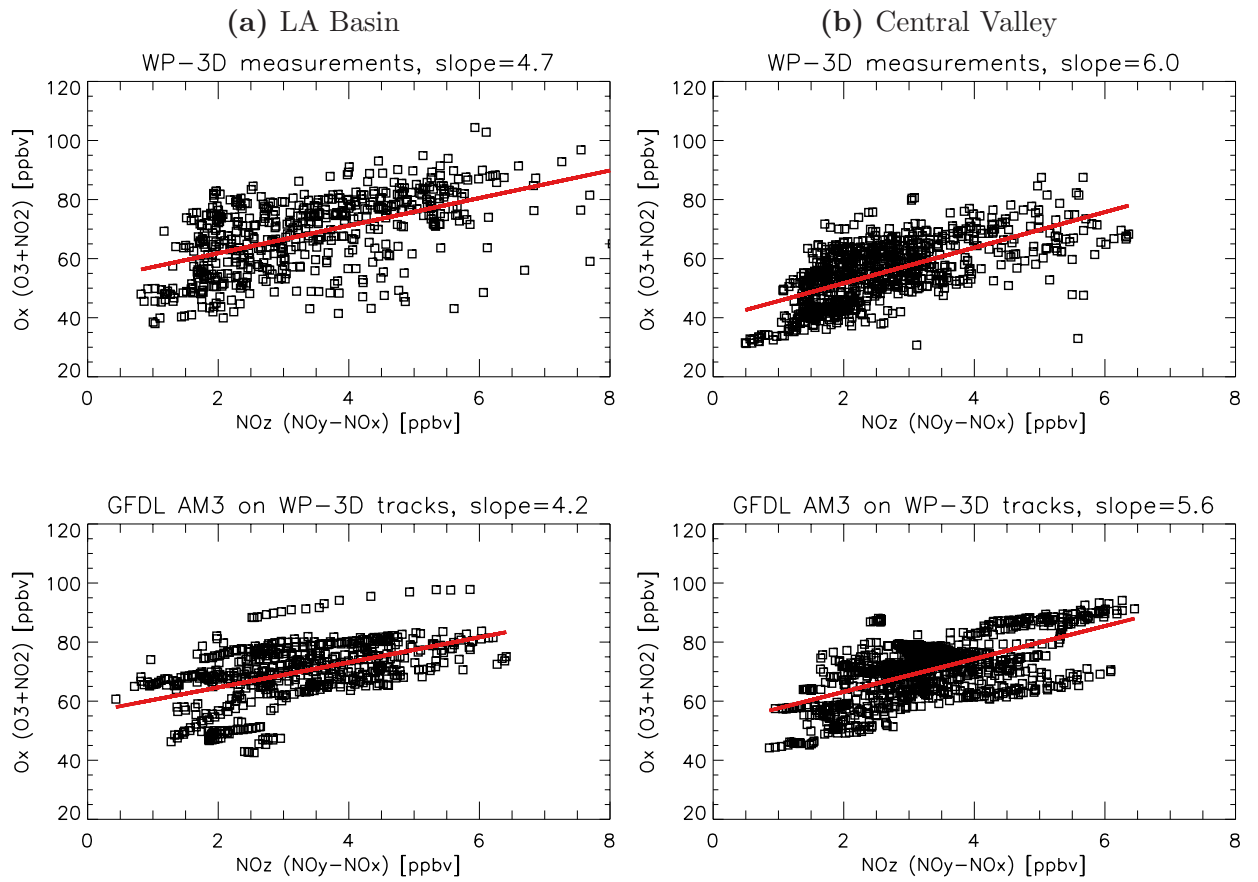 (a) LA Basin
(b) Central Valley
WP-3D measurements, slope=4.7
120
100
80
60
40
20
Ox (O3+NO2) [ppbv]
0 2 4 6 8
NOz (NOy-NOx) [ppbv]
WP-3D measurements, slope=6.0
120
100
80
60
40
20
Ox (O3+NO2) [ppbv]
0 2 4 6 8
NOz (NOy-NOx) [ppbv]
GFDL AM3 on WP-3D tracks, slope=4.2
120
100
80
60
40
20
Ox (O3+NO2) [ppbv]
0 2 4 6 8
NOz (NOy-NOx) [ppbv]
GFDL AM3 on WP-3D tracks, slope=5.6
120
100
80
60
40
20
Ox (O3+NO2) [ppbv]
0 2 4 6 8
NOz (NOy-NOx) [ppbv]